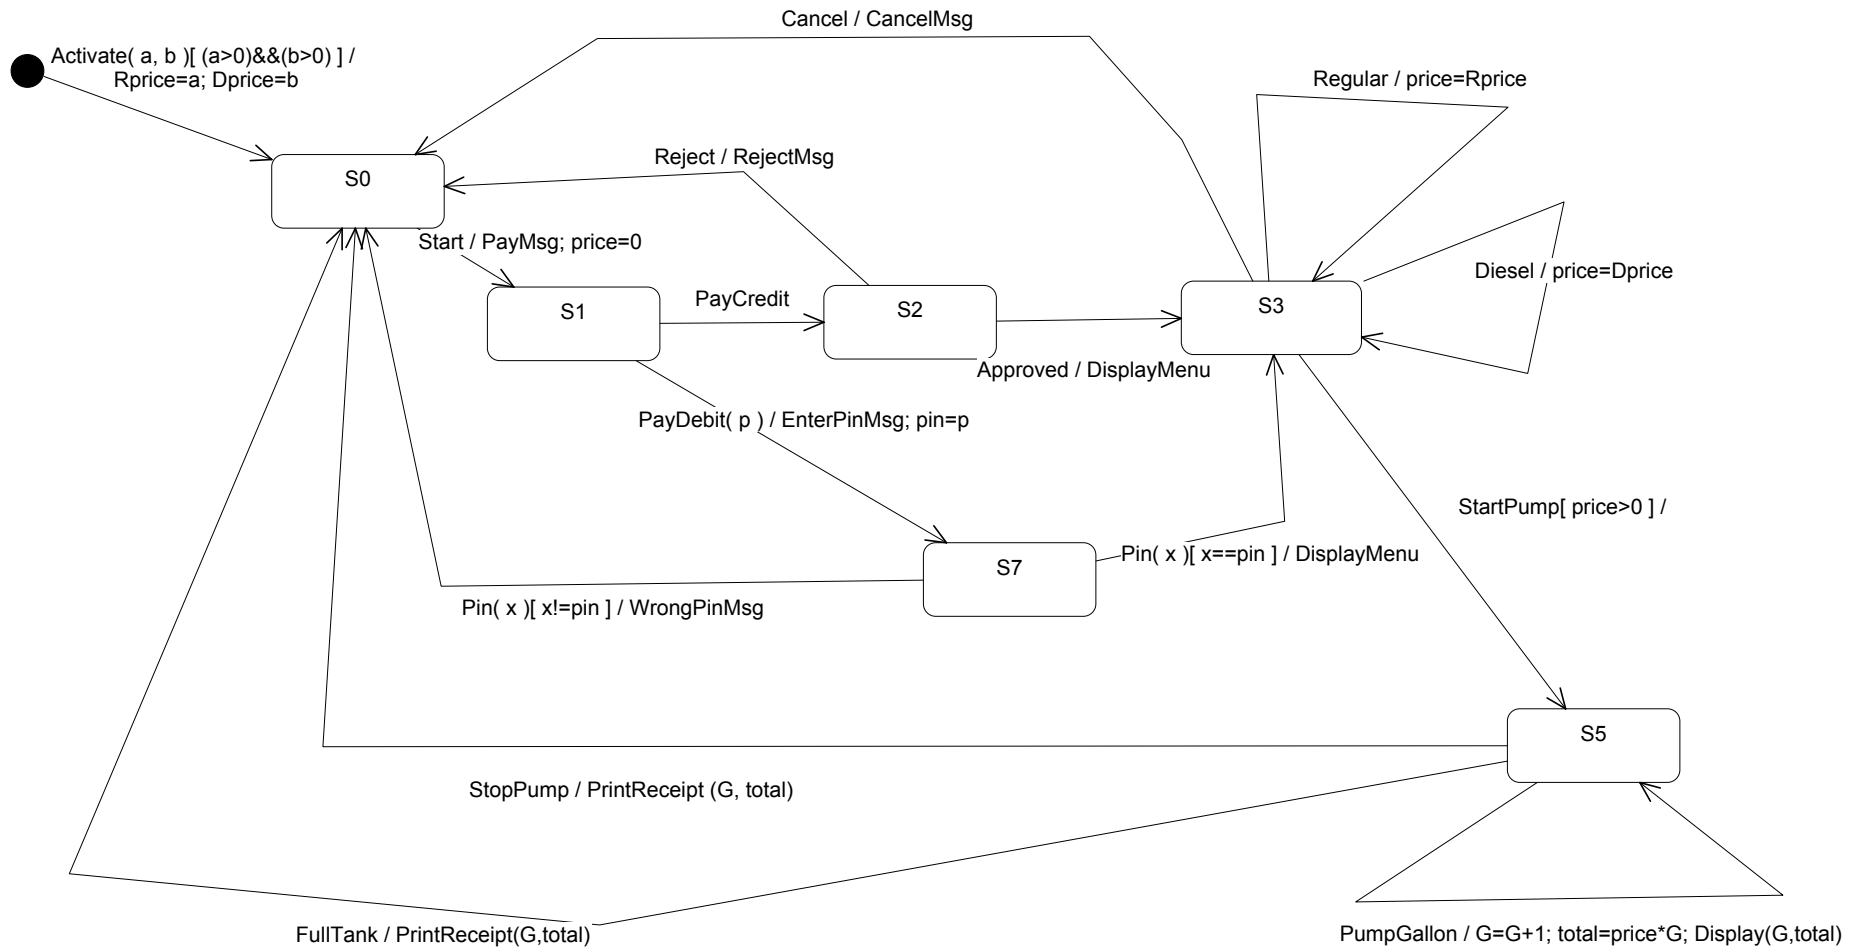 Cancel / CancelMsg
Activate( a, b )[ (a>0)&&(b>0) ] /
Rprice=a; Dprice=b
Regular / price=Rprice
Reject / RejectMsg
S0
Start / PayMsg; price=0
Diesel / price=Dprice
PayCredit
S1
S2
S3
Approved / DisplayMenu
PayDebit( p ) / EnterPinMsg; pin=p
StartPump[ price>0 ] /
Pin( x )[ x==pin ] / DisplayMenu
S7
Pin( x )[ x!=pin ] / WrongPinMsg
S5
StopPump / PrintReceipt (G, total)
FullTank / PrintReceipt(G,total)
PumpGallon / G=G+1; total=price*G; Display(G,total)